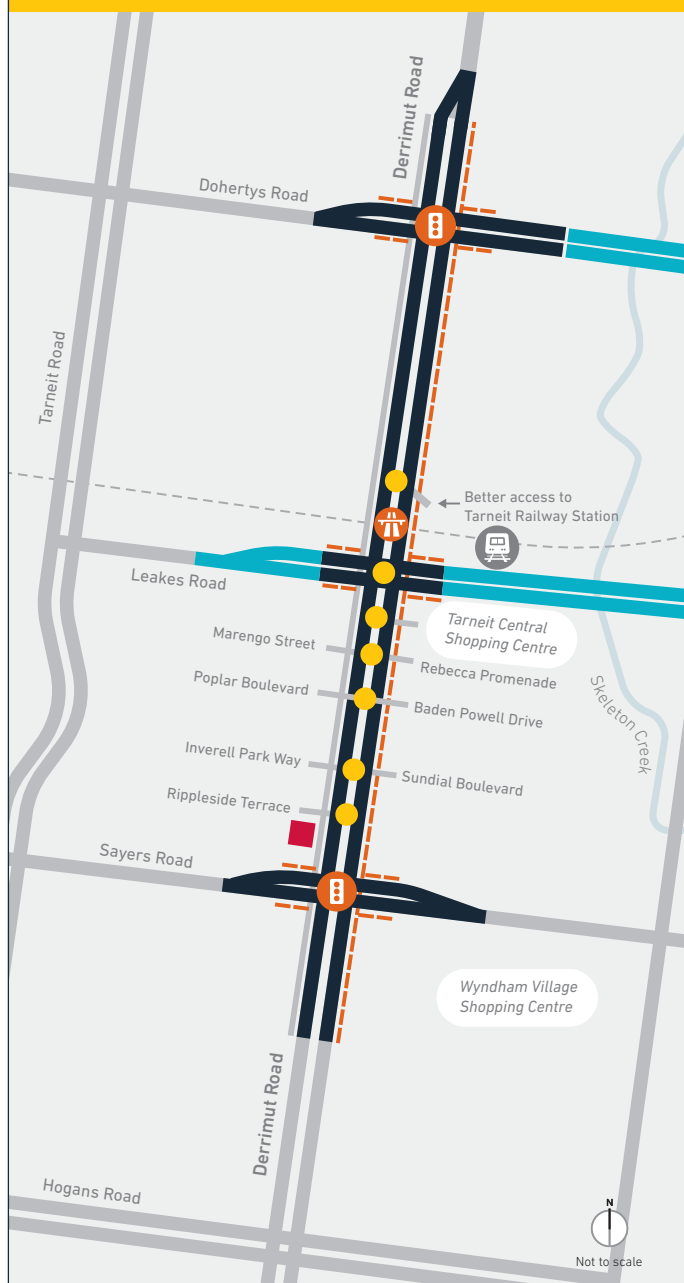 Derrimut Road
Dohertys Road
Tarneit Road
Better access to
Tarneit Railway Station
Leakes Road
Tarneit Central
Shopping Centre
Marengo Street
Rebecca Promenade
Poplar Boulevard
Baden Powell Drive
Skeleton Creek
Inverell Park Way
Sundial Boulevard
Rippleside Terrace
Sayers Road
Wyndham Village
Shopping Centre
Derrimut Road
Hogans Road
N
Not to scale